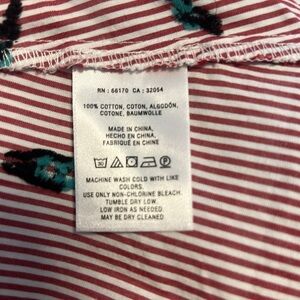 RN : 66170 CA : 32054
100% COTTON, COTON, ALGODÓN,
COTONE, BAUMWOLLE
MADE IN CHINA,
HECHO EN CHINA,
FABRIQUÉ EN CHINE
MACHINE WASH COLD WITH LIKE
COLORS.
USE ONLY NON-CHLORINE BLEACH.
TUMBLE DRY LOW.
LOW IRON AS NEEDED.
MAY BE DRY CLEANED